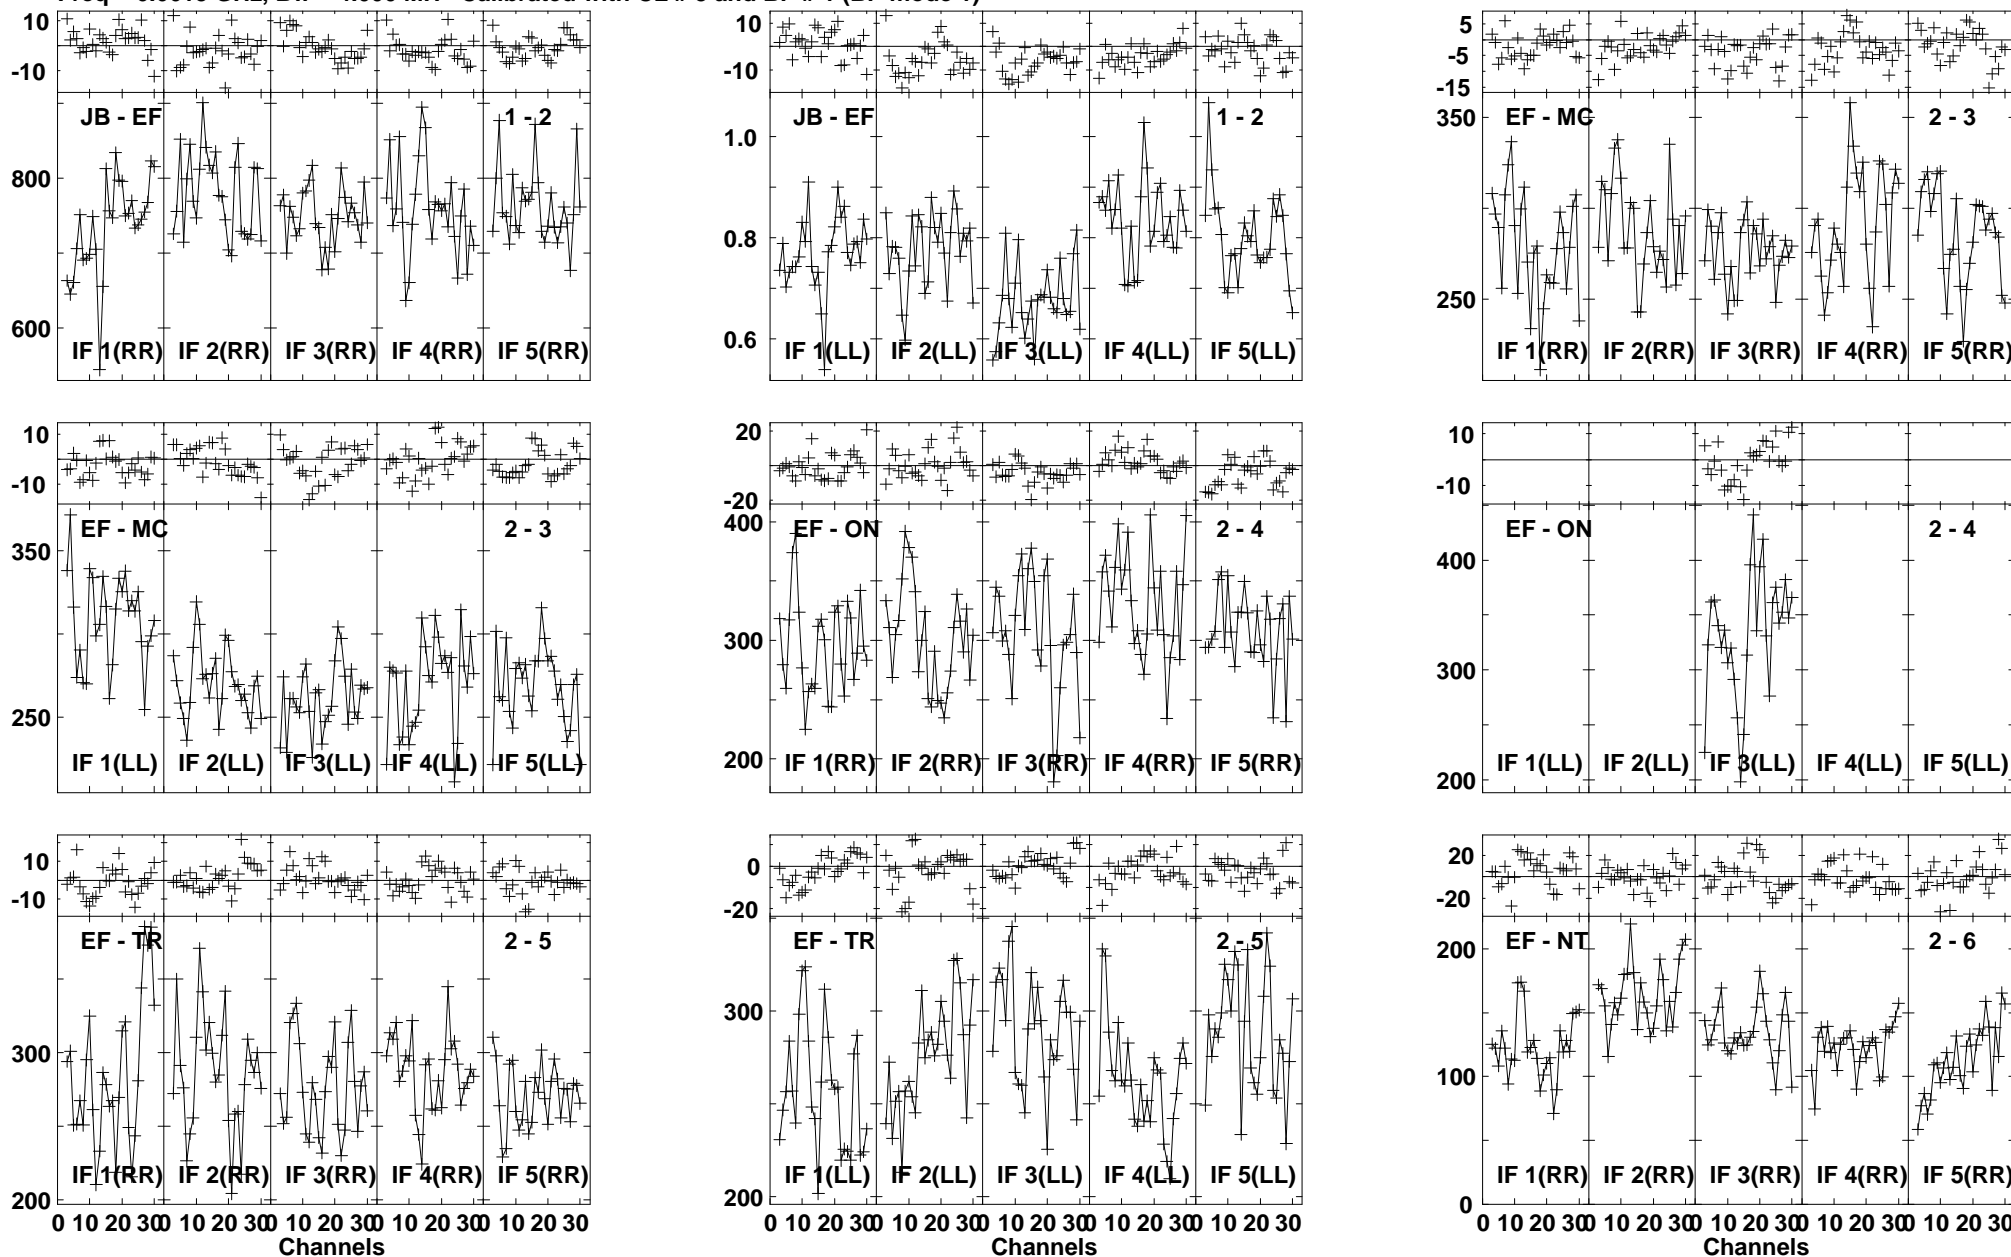 10 10 5
-10 -10 -5
-15
JB - EF 1 - 2 JB - EF 1 - 2 EF - MC 2 - 3
800 1.0 350
600 0.8 250
0.6
IF 1(RR) IF 2(RR) IF 3(RR) IF 4(RR) IF 5(RR) IF 1(LL) IF 2(LL) IF 3(LL) IF 4(LL) IF 5(LL) IF 1(RR) IF 2(RR) IF 3(RR) IF 4(RR) IF 5(RR)
10 20 10
-10 -20 -10
EF - MC 2 - 3 EF - ON 2 - 4 EF - ON 2 - 4
350 400 400
250 300 300
200 200
IF 1(LL) IF 2(LL) IF 3(LL) IF 4(LL) IF 5(LL) IF 1(RR) IF 2(RR) IF 3(RR) IF 4(RR) IF 5(RR) IF 1(LL) IF 2(LL) IF 3(LL) IF 4(LL) IF 5(LL)
10 0 20
-10 -20 -20
EF - TR 2 - 5 EF - TR 2 - 5 EF - NT 2 - 6
300 300 200
200 200 100
0
IF 1(RR) IF 2(RR) IF 3(RR) IF 4(RR) IF 5(RR) IF 1(LL) IF 2(LL) IF 3(LL) IF 4(LL) IF 5(LL) IF 1(RR) IF 2(RR) IF 3(RR) IF 4(RR) IF 5(RR)
0 10 20 30 0 10 20 30 0 10 20 30 0 10 20 30 0 10 20 30 0 10 20 30 0 10 20 30 0 10 20 30 0 10 20 30 0 10 20 30 0 10 20 30 0 10 20 30 0 10 20 30 0 10 20 30 0 10 20 30
Channels Channels